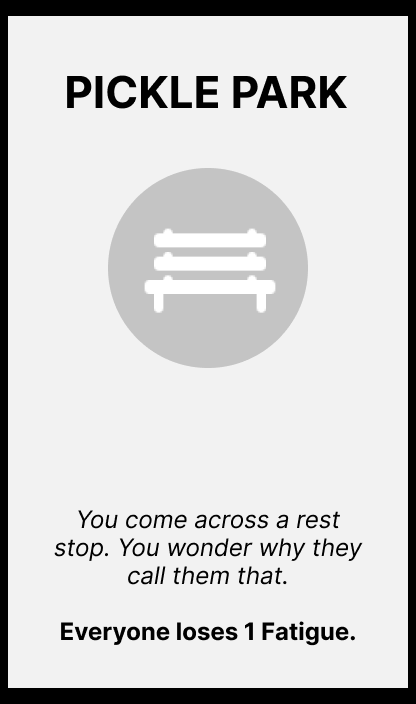 PICKLE PARK
You come across a rest
stop. You wonder why they
call them that.
Everyone loses 1 Fatigue.